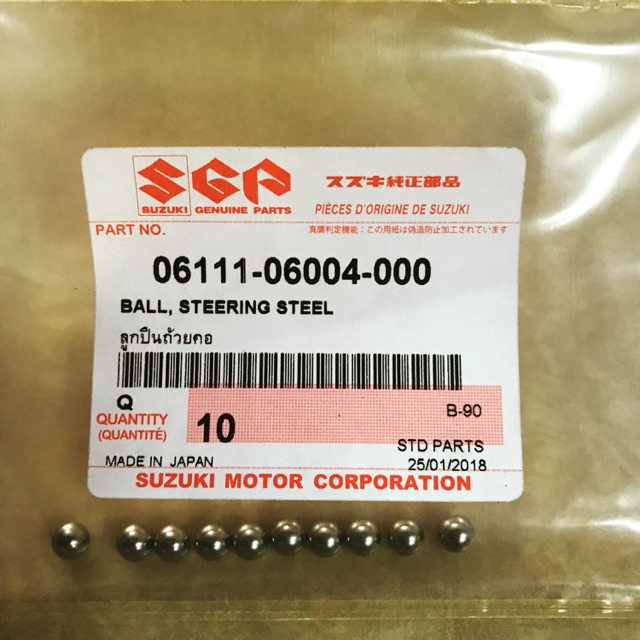 SGP
スズキ純正部品
SUZUKI GENUINE PARTS
PIÈCES D'ORIGINE DE SUZUKI
PART NO.
真贋判定機能：この用紙は偽造防止加工されています
06111-06004-000
BALL, STEERING STEEL
ลูกปืนถ้วยคอ
Q
B-90
QUANTITY
(QUANTITÉ)
10
STD PARTS
MADE IN JAPAN
25/01/2018
SUZUKI MOTOR CORPORATION